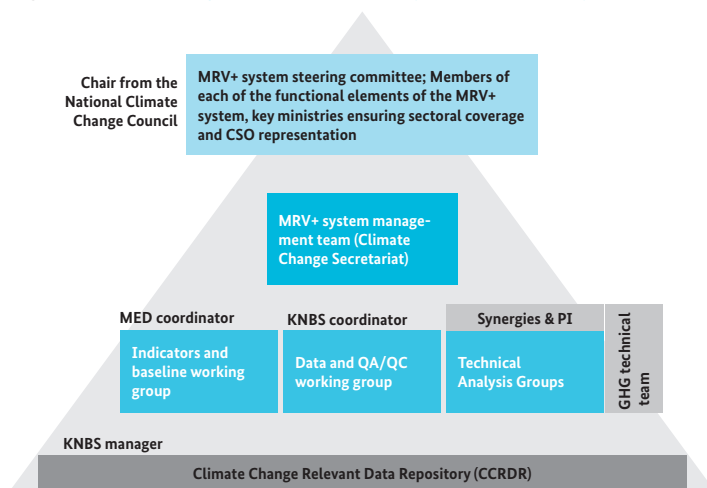 Chair from the
National Climate
Change Council
MRV+ system steering committee; Members of
each of the functional elements of the MRV+
system, key ministries ensuring sectoral coverage
and CSO representation
MRV+ system manage-
ment team (Climate
Change Secretariat)
MED coordinator
Indicators and
baseline working
group
KNBS coordinator
Data and QA/QC
working group
Synergies & PI
Technical
Analysis Groups
GHG technical
team
KNBS manager
Climate Change Relevant Data Repository (CCRDR)